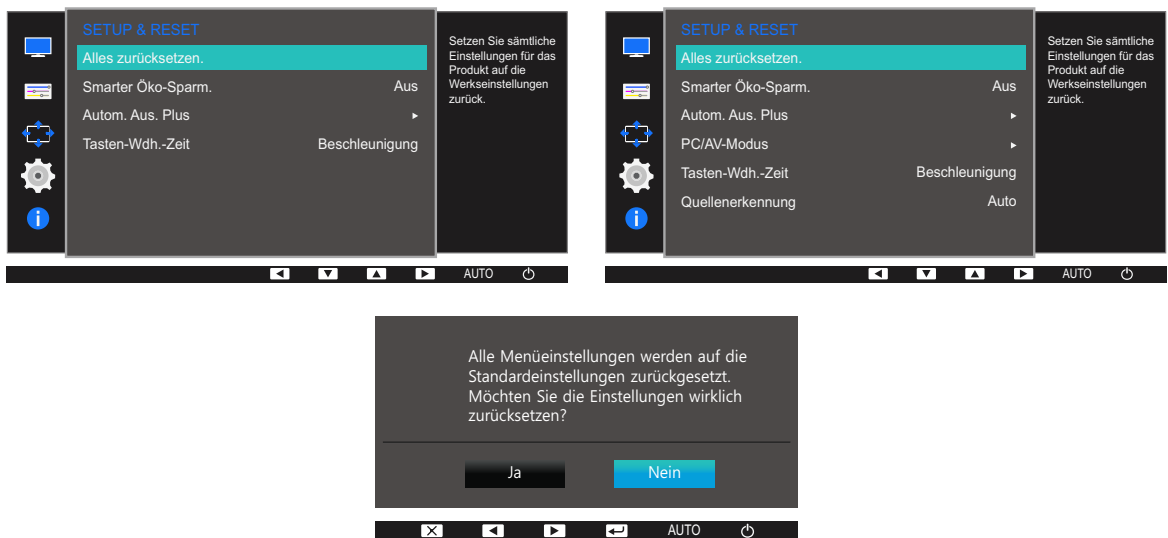 SETUP & RESET
Alles zurücksetzen.
Smarter Öko-Sparm. Aus
Autom. Aus. Plus
Tasten-Wdh.-Zeit Beschleunigung
Setzen Sie sämtliche
Einstellungen für das
Produkt auf die
Werkseinstellungen
zurück.
AUTO
SETUP & RESET
Alles zurücksetzen.
Smarter Öko-Sparm. Aus
Autom. Aus. Plus
PC/AV-Modus
Tasten-Wdh.-Zeit Beschleunigung
Quellenerkennung Auto
Setzen Sie sämtliche
Einstellungen für das
Produkt auf die
Werkseinstellungen
zurück.
AUTO
Alle Menüeinstellungen werden auf die
Standardeinstellungen zurückgesetzt.
Möchten Sie die Einstellungen wirklich
zurücksetzen?
Ja Nein
AUTO